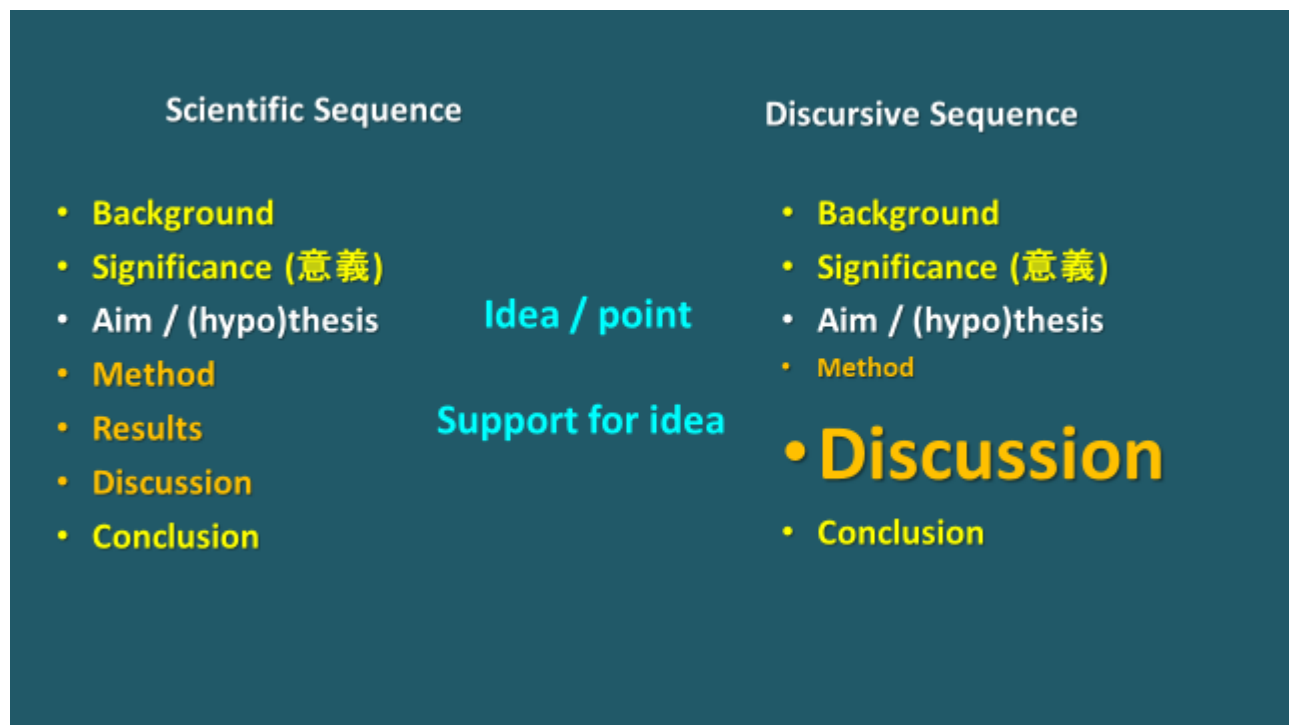 Scientific Sequence
• Background
• Significance (意義)
• Aim / (hypo)thesis
• Method
• Results
• Discussion
• Conclusion
Idea / point
Support for idea
Discursive Sequence
• Background
• Significance (意義)
• Aim / (hypo)thesis
• Method
• Discussion
• Conclusion